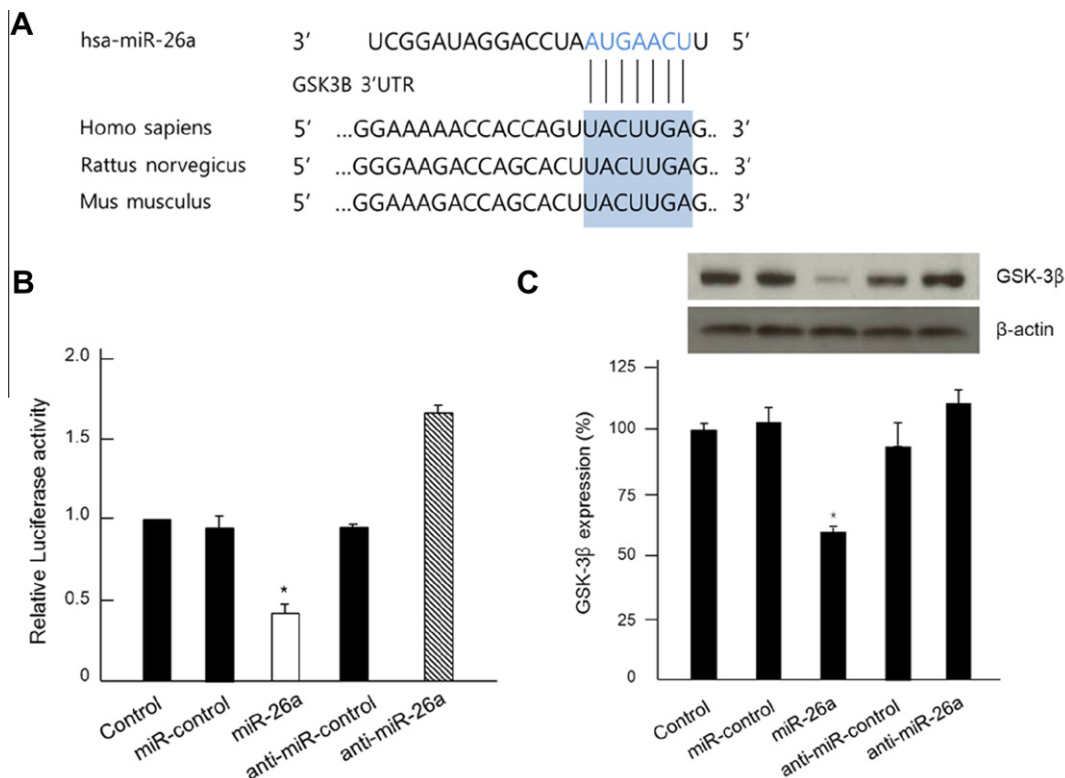 A
hsa-miR-26a 3′ UCGGAUAGGACCUAAUGAACUU 5′
GSK3B 3′UTR
Homo sapiens 5′ ...GGAAAAACCACCAGUUACUUGAG.. 3′
Rattus norvegicus 5′ ...GGGAAGACCAGCACUUACUUGAG.. 3′
Mus musculus 5′ ...GGAAAGACCAGCACUUACUUGAG.. 3′
B
Relative Luciferase activity
2.0
1.5
1.0
0.5
0
*
Control
miR-control
miR-26a
anti-miR-control
anti-miR-26a
C
GSK-3β
β-actin
GSK-3β expression (%)
125
100
75
50
25
0
*
Control
miR-control
miR-26a
anti-miR-control
anti-miR-26a